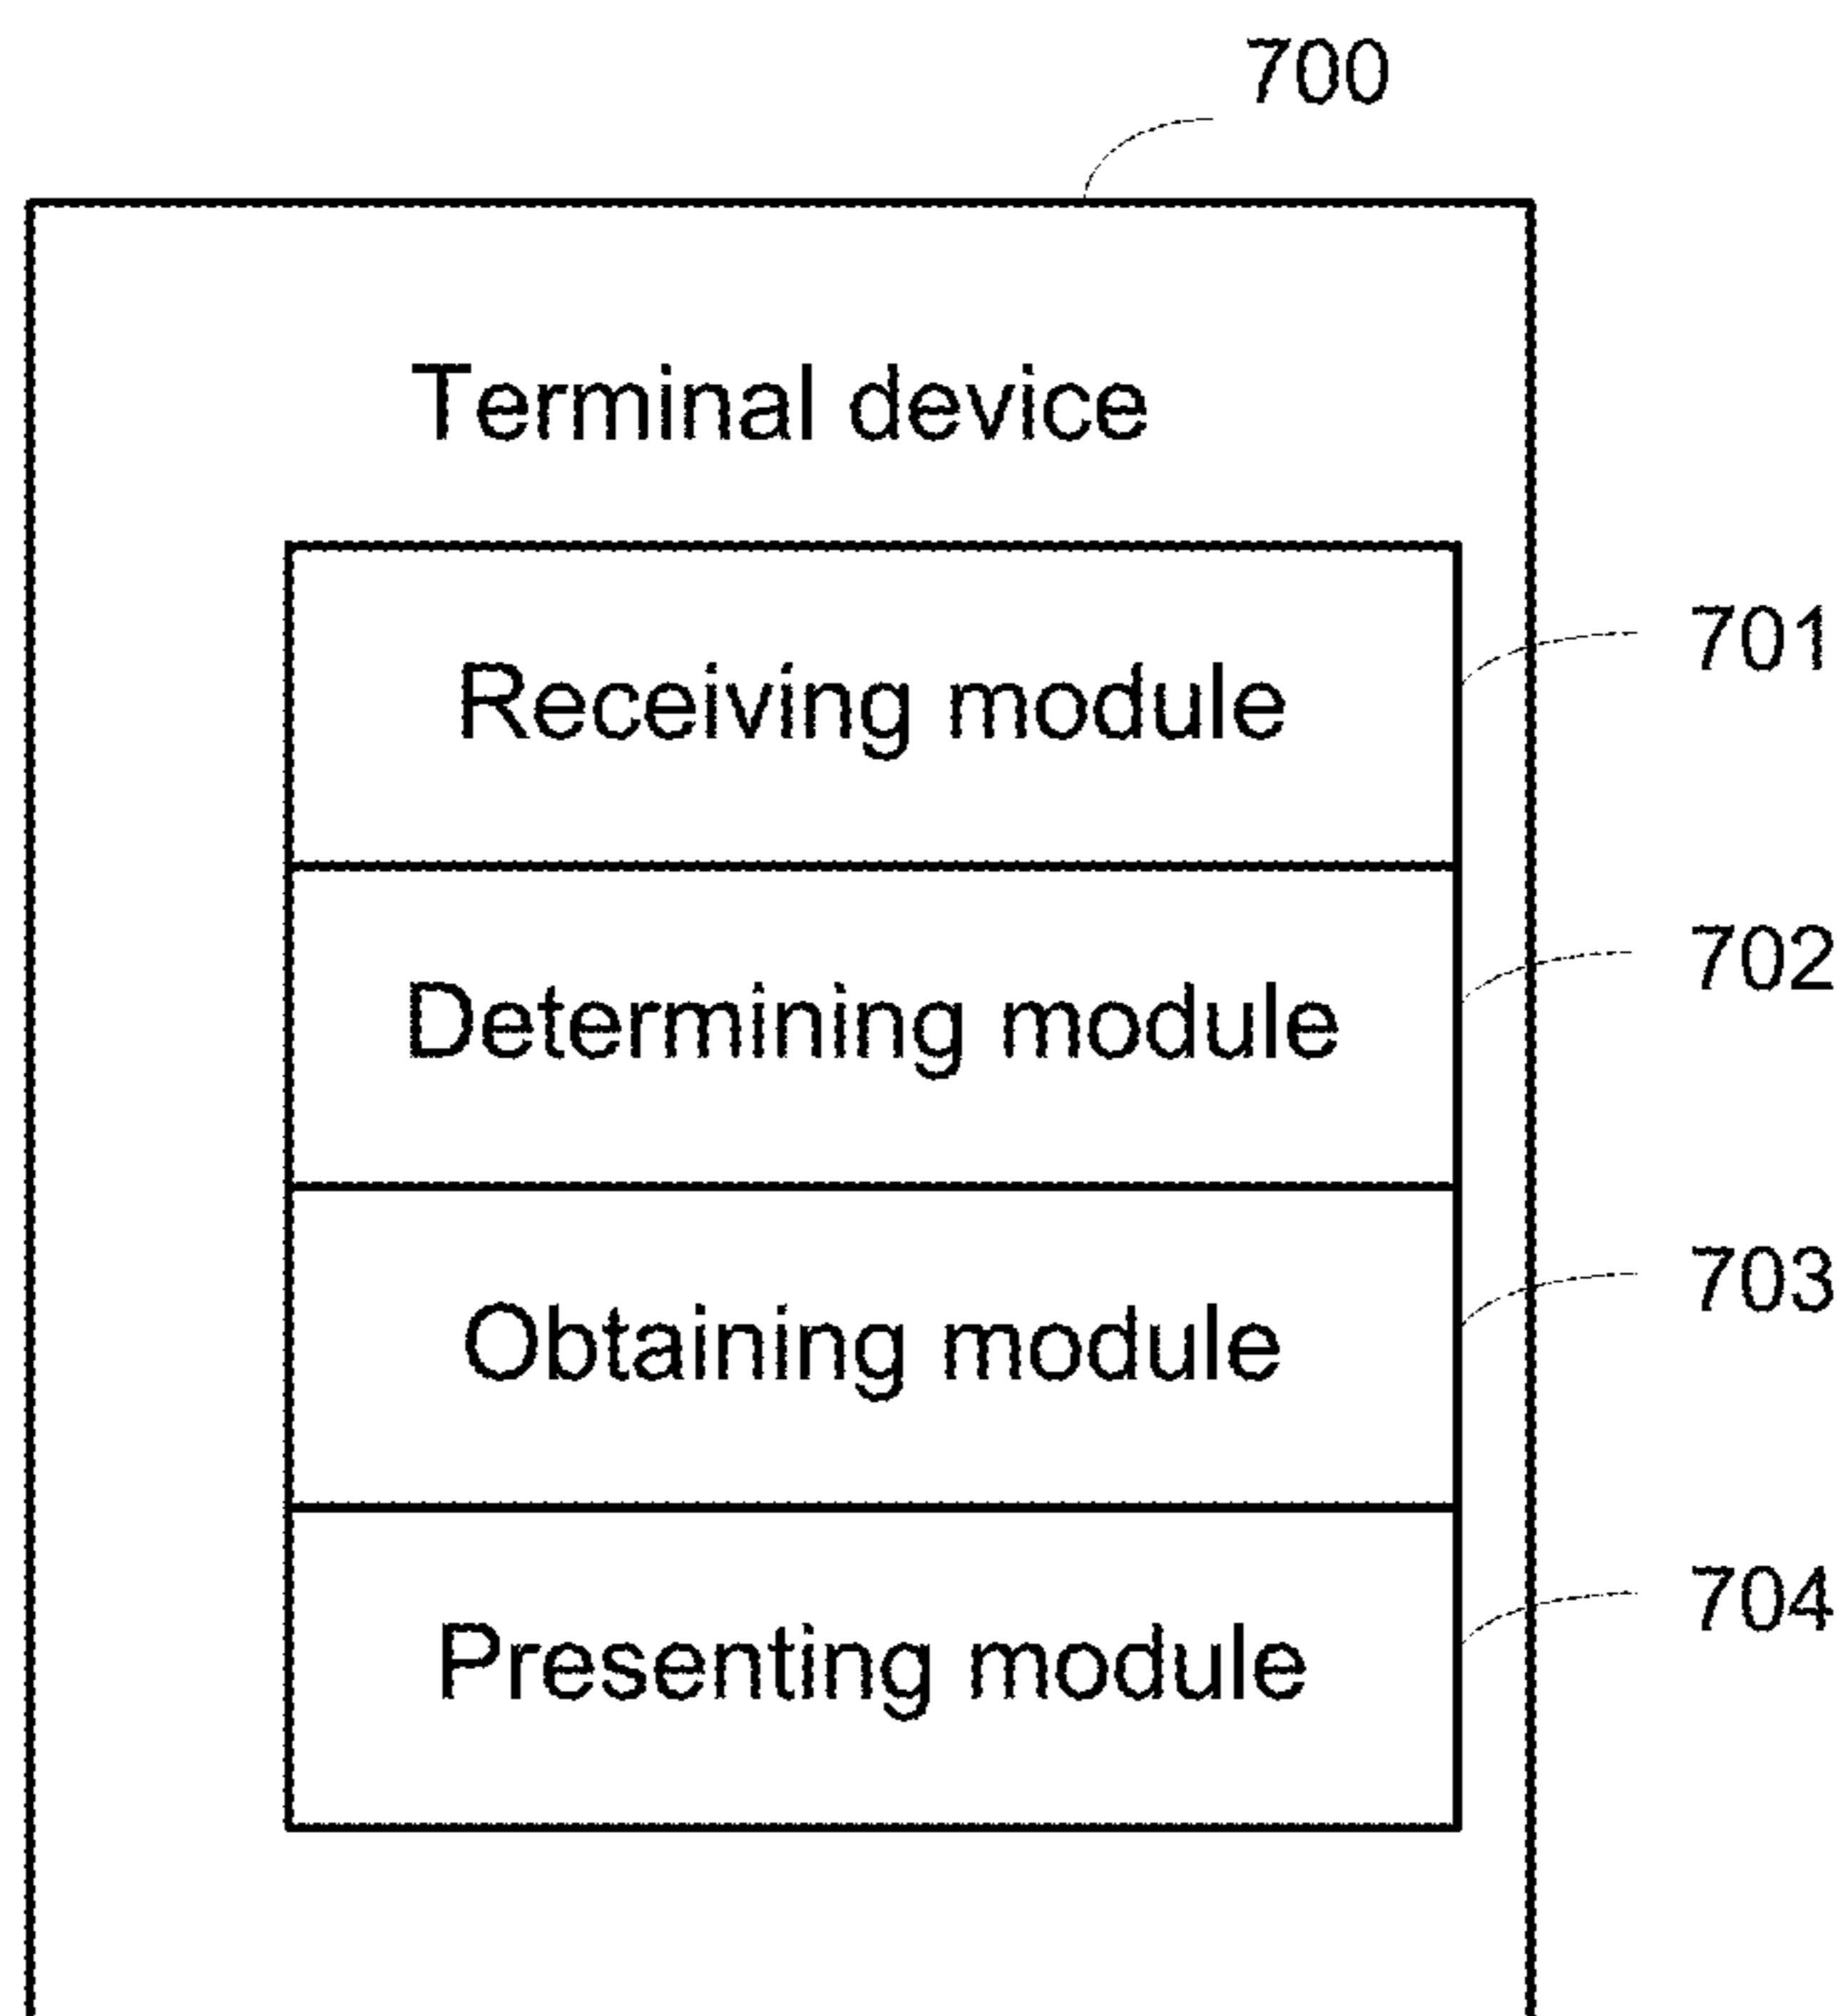 700
Terminal device
Receiving module
701
Determining module
702
Obtaining module
703
Presenting module
704